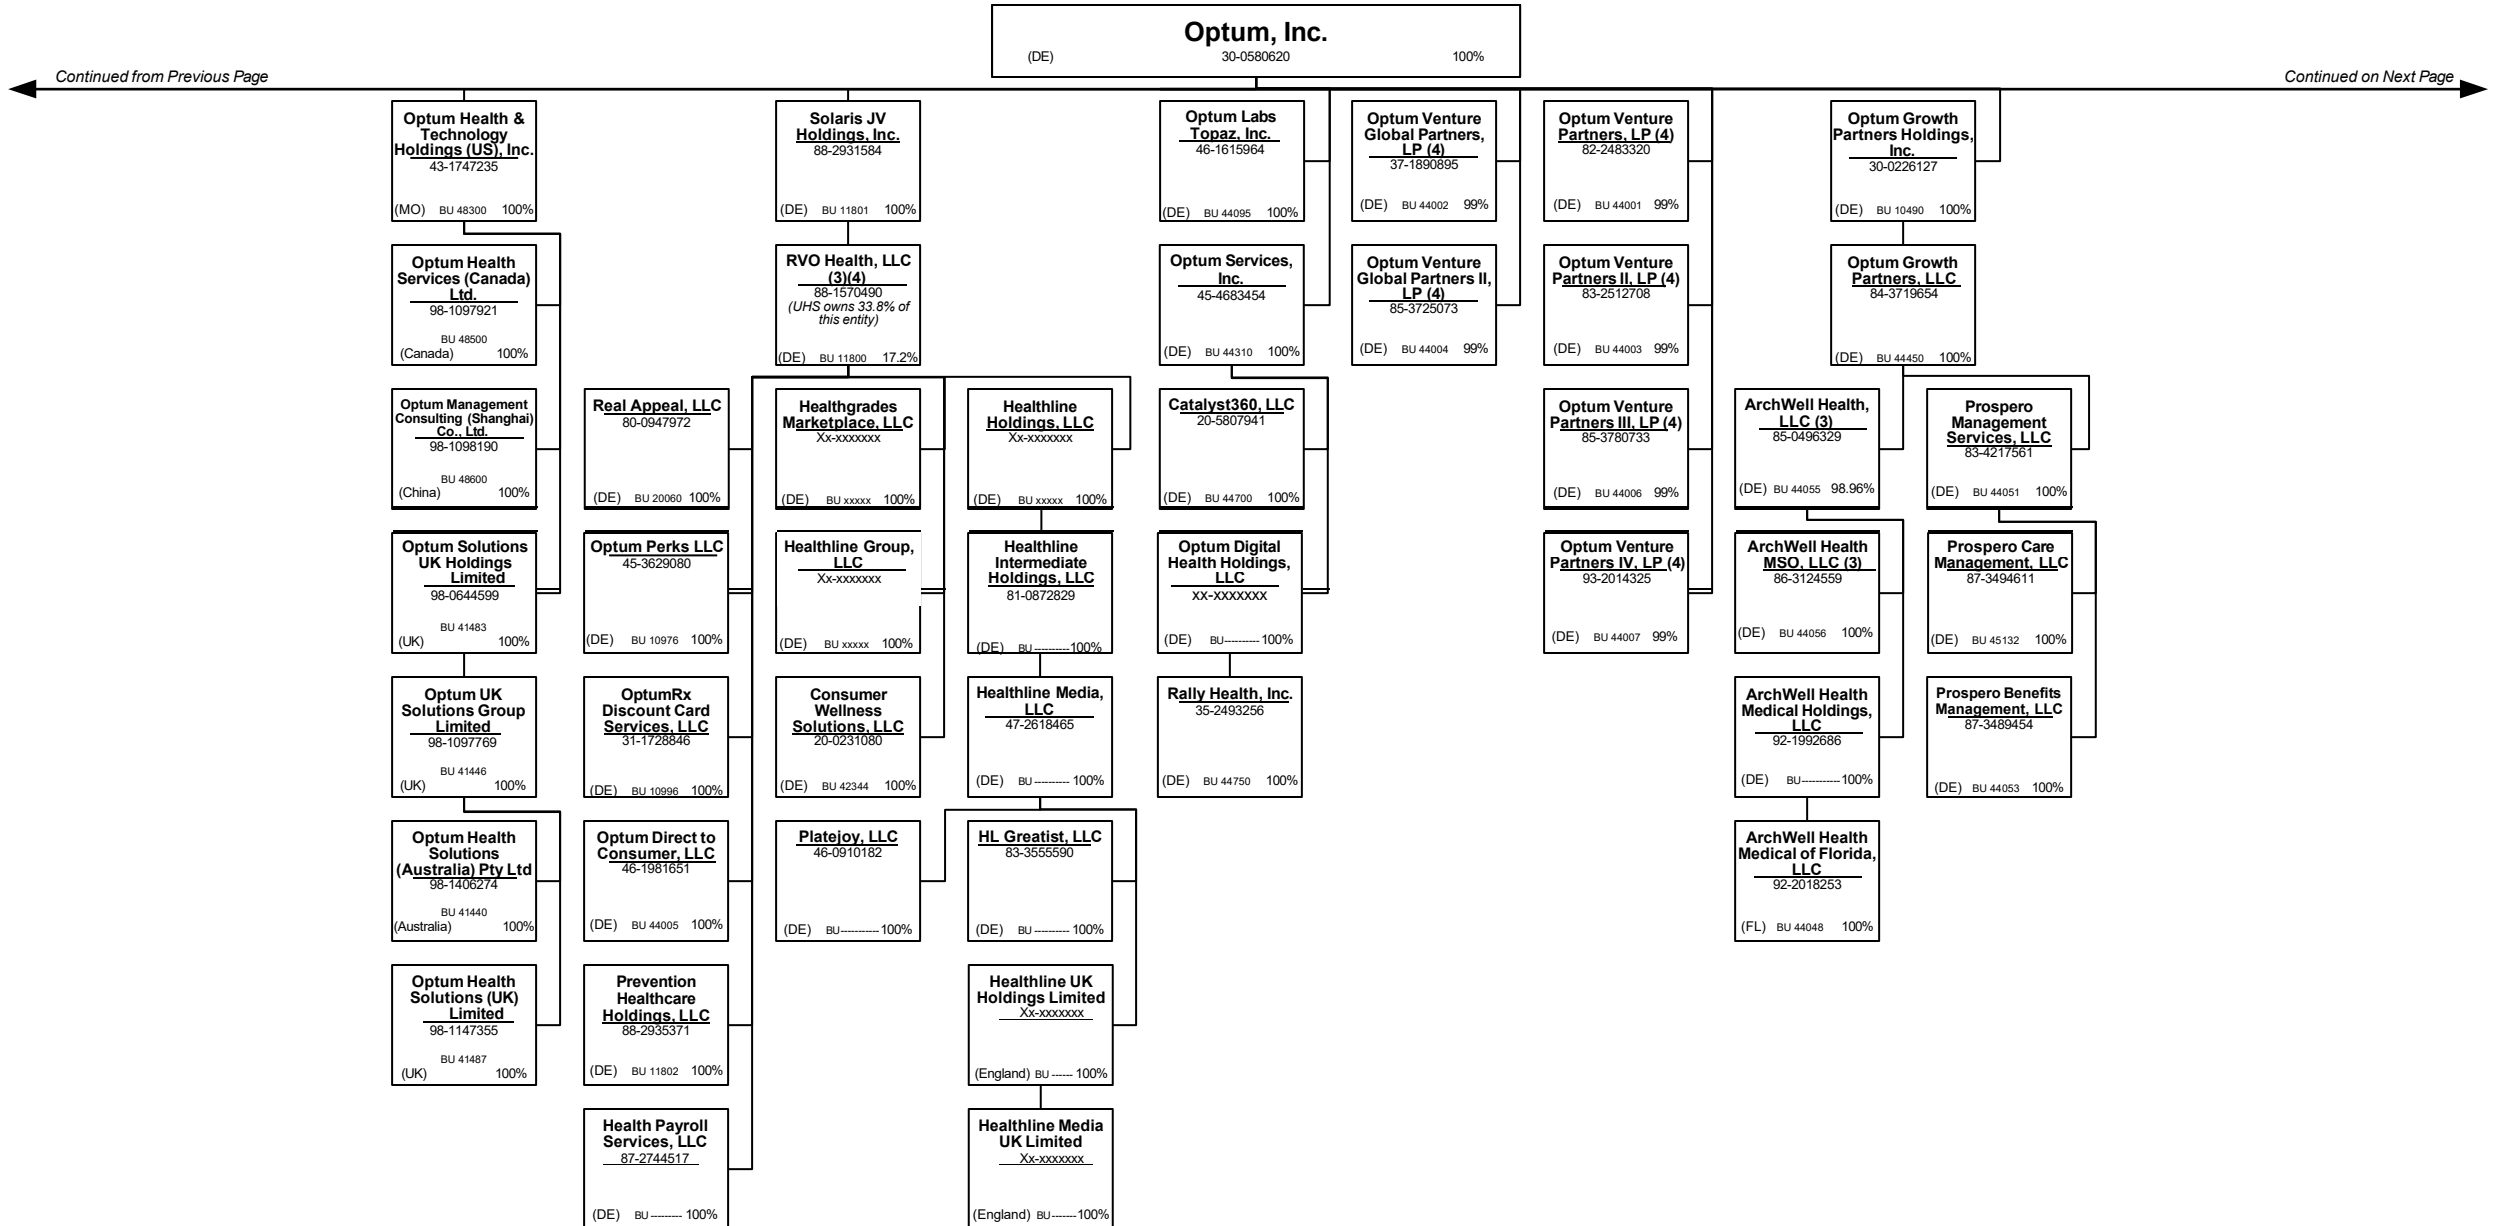 Optum, Inc.
(DE) 30-0580620 100%
Continued from Previous Page
Continued on Next Page
Optum Health &
Technology
Holdings (US), Inc.
43-1747235
(MO) BU 48300 100%
Solaris JV
Holdings, Inc.
88-2931584
(DE) BU 11801 100%
Optum Labs
Topaz, Inc.
46-1615964
(DE) BU 44095 100%
Optum Venture
Global Partners,
LP (4)
37-1890895
(DE) BU 44002 99%
Optum Venture
Partners, LP (4)
82-2483320
(DE) BU 44001 99%
Optum Growth
Partners Holdings,
Inc.
30-0226127
(DE) BU 10490 100%
Optum Health
Services (Canada)
Ltd.
98-1097921
BU 48500
(Canada) 100%
RVO Health, LLC
(3)(4)
88-1570490
(UHS owns 33.8% of
this entity)
(DE) BU 11800 17.2%
Optum Services,
Inc.
45-4683454
(DE) BU 44310 100%
Optum Venture
Global Partners II,
LP (4)
85-3725073
(DE) BU 44004 99%
Optum Venture
Partners II, LP (4)
83-2512708
(DE) BU 44003 99%
Optum Growth
Partners, LLC
84-3719654
(DE) BU 44450 100%
Optum Management
Consulting (Shanghai)
Co., Ltd.
98-1098190
BU 48600
(China) 100%
Real Appeal, LLC
80-0947972
(DE) BU 20060 100%
Healthgrades
Marketplace, LLC
Xx-xxxxxxx
(DE) BU xxxxx 100%
Healthline
Holdings, LLC
Xx-xxxxxxx
(DE) BU xxxxx 100%
Catalyst360, LLC
20-5807941
(DE) BU 44700 100%
Optum Venture
Partners III, LP (4)
85-3780733
(DE) BU 44006 99%
ArchWell Health,
LLC (3)
85-0496329
(DE) BU 44055 98.96%
Prospero
Management
Services, LLC
83-4217561
(DE) BU 44051 100%
Optum Solutions
UK Holdings
Limited
98-0644599
BU 41483
(UK) 100%
Optum Perks LLC
45-3629080
(DE) BU 10976 100%
Healthline Group,
LLC
Xx-xxxxxxx
(DE) BU xxxxx 100%
Healthline
Intermediate
Holdings, LLC
81-0872829
(DE) BU ---------- 100%
Optum Digital
Health Holdings,
LLC
xx-xxxxxxx
(DE) BU---------- 100%
Optum Venture
Partners IV, LP (4)
93-2014325
(DE) BU 44007 99%
ArchWell Health
MSO, LLC (3)
86-3124559
(DE) BU 44056 100%
Prospero Care
Management, LLC
87-3494611
(DE) BU 45132 100%
Optum UK
Solutions Group
Limited
98-1097769
BU 41446
(UK) 100%
OptumRx
Discount Card
Services, LLC
31-1728846
(DE) BU 10996 100%
Consumer
Wellness
Solutions, LLC
20-0231080
(DE) BU 42344 100%
Healthline Media,
LLC
47-2618465
(DE) BU ---------- 100%
Rally Health, Inc.
35-2493256
(DE) BU 44750 100%
ArchWell Health
Medical Holdings,
LLC
92-1992686
(DE) BU----------- 100%
Prospero Benefits
Management, LLC
87-3489454
(DE) BU 44053 100%
Optum Health
Solutions
(Australia) Pty Ltd
98-1406274
BU 41440
(Australia) 100%
Optum Direct to
Consumer, LLC
46-1981651
(DE) BU 44005 100%
Platejoy, LLC
46-0910182
(DE) BU----------- 100%
HL Greatist, LLC
83-3555590
(DE) BU ---------- 100%
ArchWell Health
Medical of Florida,
LLC
92-2018253
(FL) BU 44048 100%
Optum Health
Solutions (UK)
Limited
98-1147355
BU 41487
(UK) 100%
Prevention
Healthcare
Holdings, LLC
88-2935371
(DE) BU 11802 100%
Healthline UK
Holdings Limited
Xx-xxxxxxx
(England) BU ------ 100%
Health Payroll
Services, LLC
87-2744517
(DE) BU --------- 100%
Healthline Media
UK Limited
Xx-xxxxxxx
(England) BU------- 100%